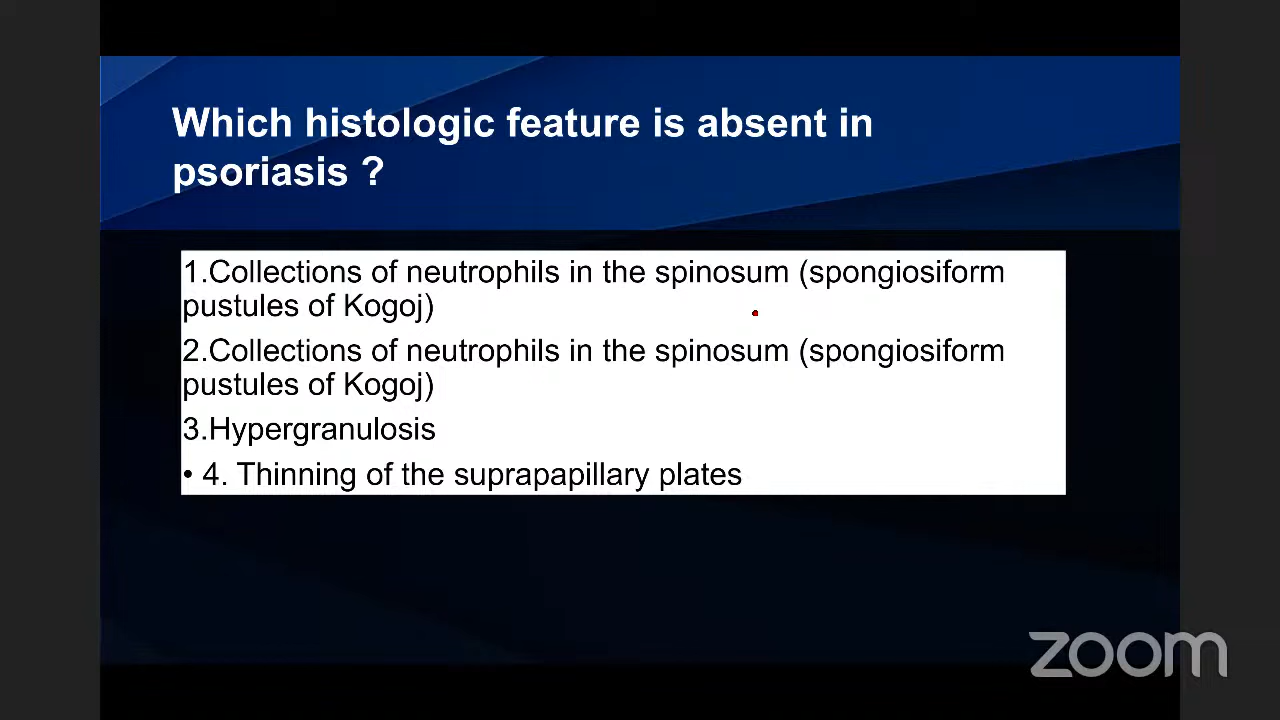 Which histologic feature is absent in
psoriasis ?
1.Collections of neutrophils in the spinosum (spongiosiform
pustules of Kogoj)
2.Collections of neutrophils in the spinosum (spongiosiform
pustules of Kogoj)
3.Hypergranulosis
• 4. Thinning of the suprapapillary plates
zoom